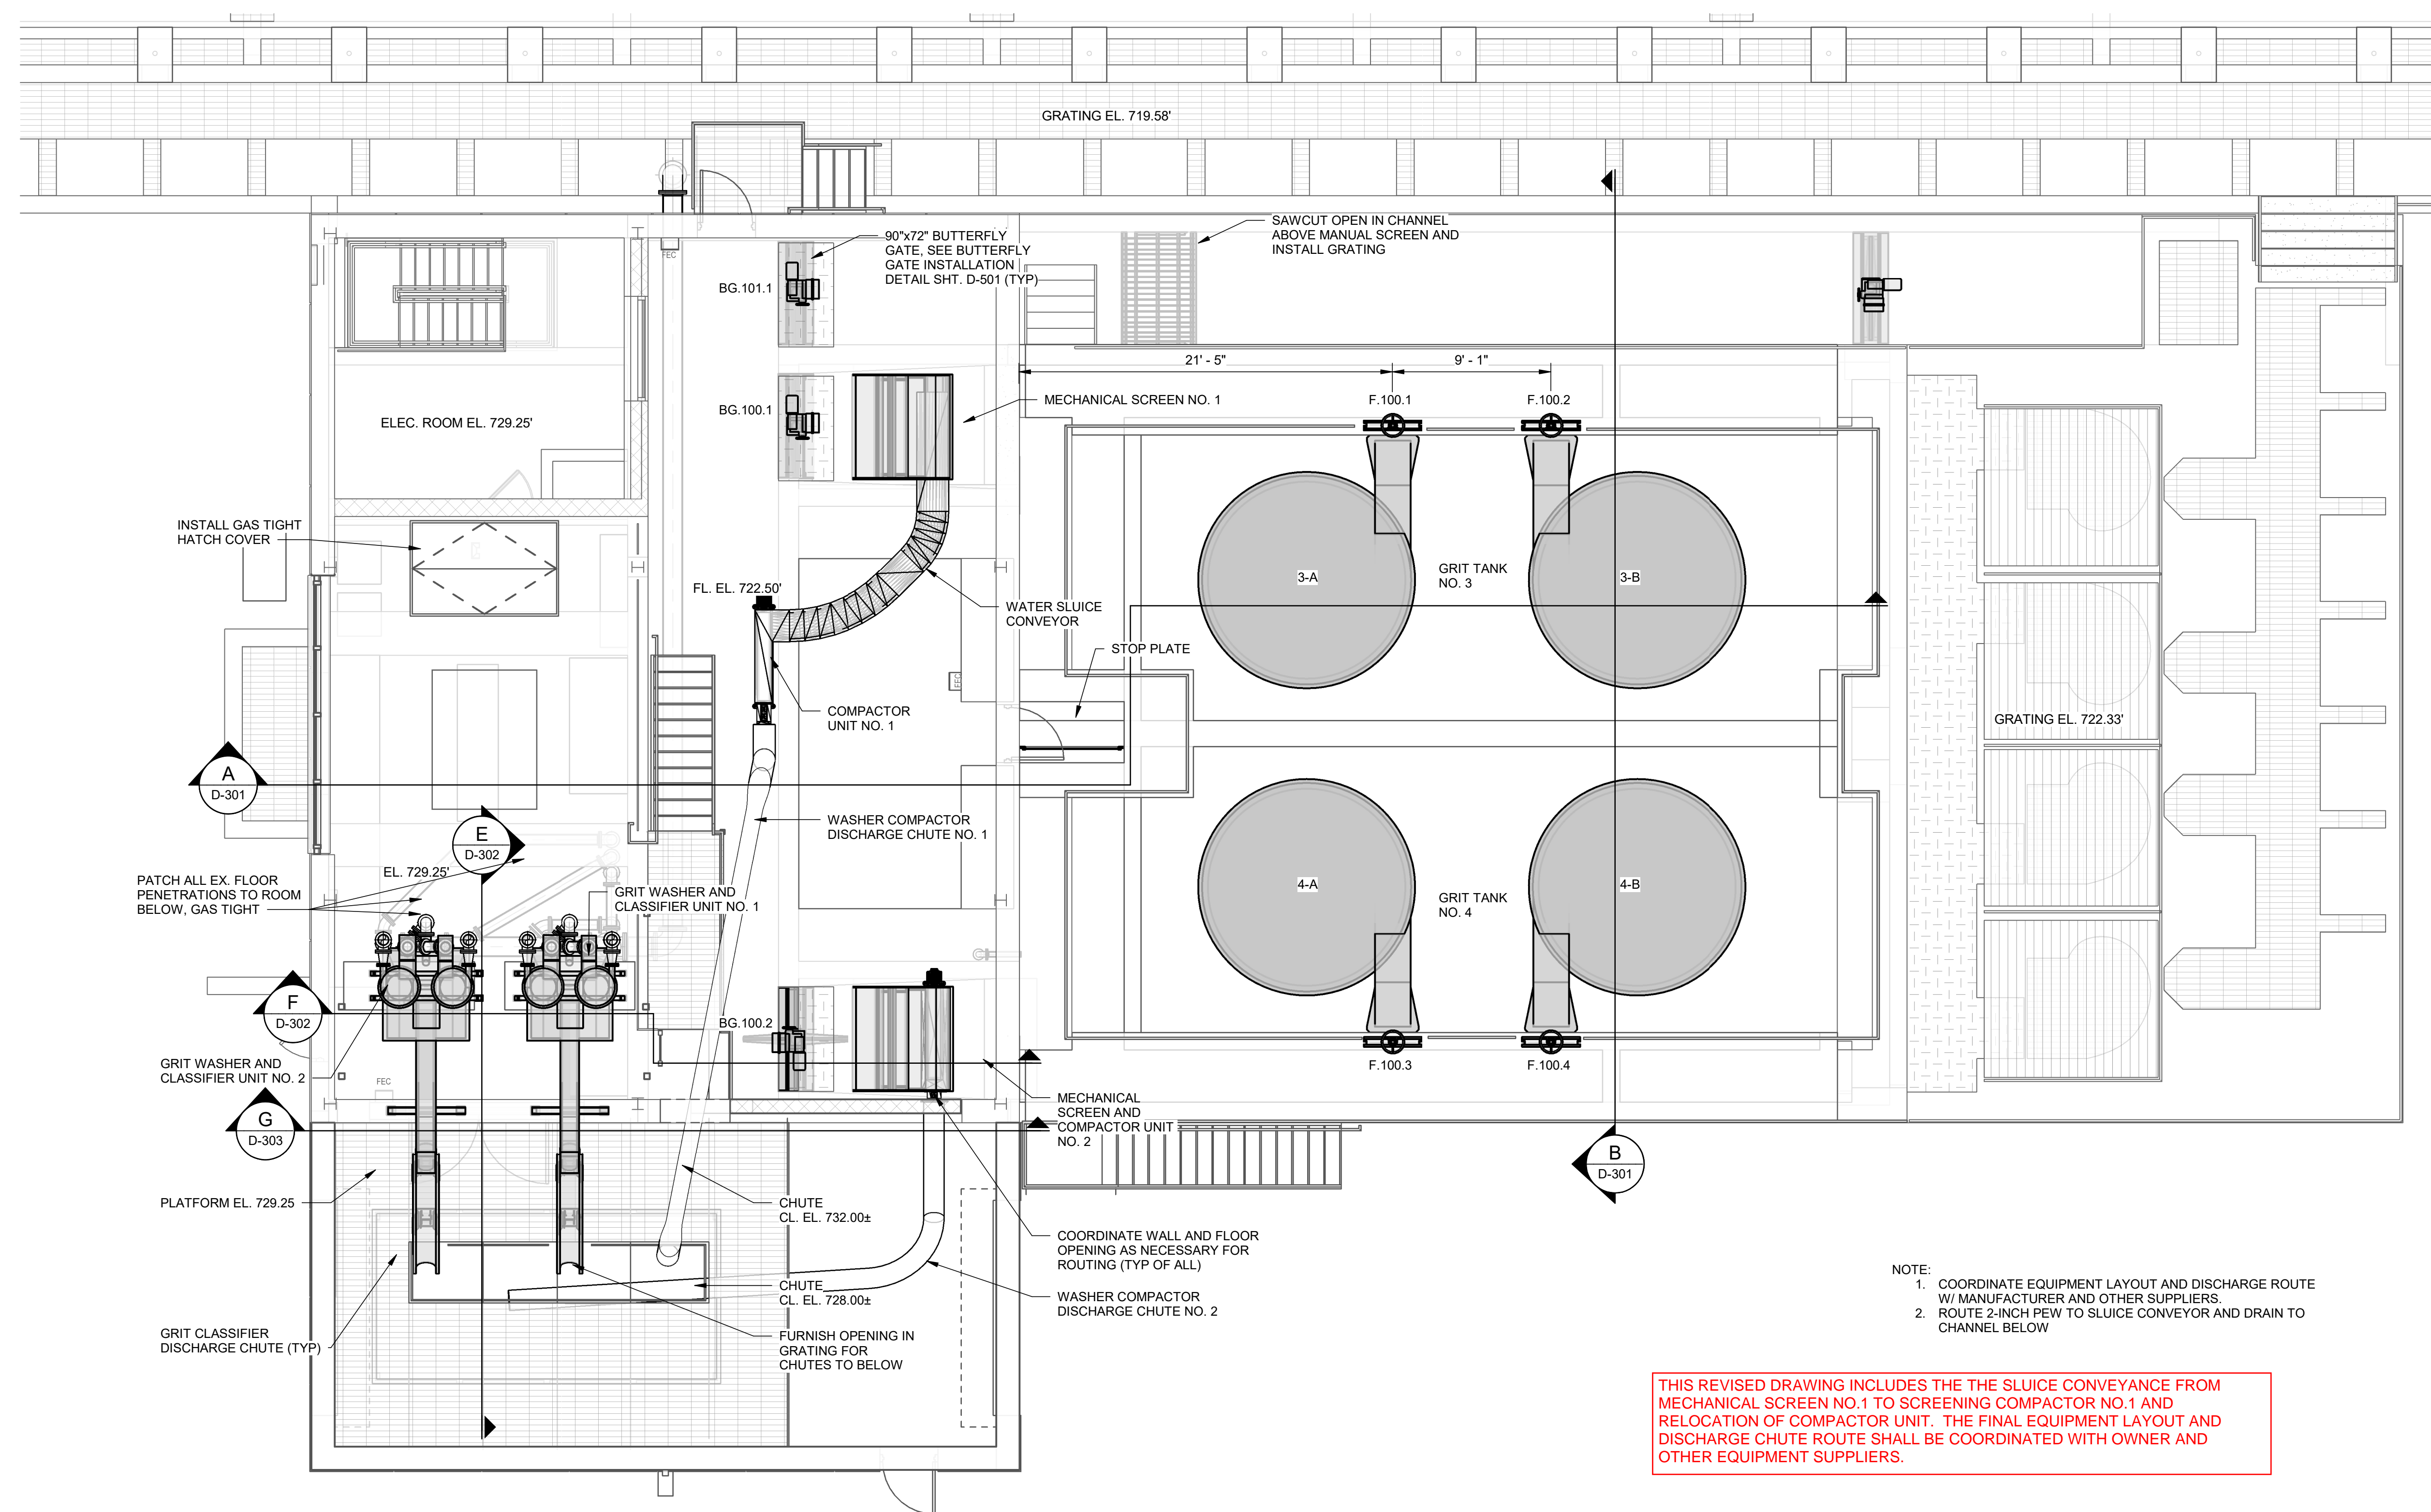 GRATING EL. 719.58'
SAWCUT OPEN IN CHANNEL
ABOVE MANUAL SCREEN AND
INSTALL GRATING
90"x72" BUTTERFLY
GATE, SEE BUTTERFLY
GATE INSTALLATION
DETAIL SHT. D-501 (TYP)
FEC
BG.101.1
21' - 5"
9' - 1"
MECHANICAL SCREEN NO. 1
F.100.1
F.100.2
BG.100.1
ELEC. ROOM EL. 729.25'
INSTALL GAS TIGHT
HATCH COVER
FL. EL. 722.50'
3-A
GRIT TANK
NO. 3
3-B
WATER SLUICE
CONVEYOR
STOP PLATE
FEC
COMPACTOR
UNIT NO. 1
GRATING EL. 722.33'
A
D-301
WASHER COMPACTOR
DISCHARGE CHUTE NO. 1
E
D-302
EL. 729.25'
PATCH ALL EX. FLOOR
PENETRATIONS TO ROOM
BELOW, GAS TIGHT
GRIT WASHER AND
CLASSIFIER UNIT NO. 1
4-A
GRIT TANK
NO. 4
4-B
F
D-302
BG.100.2
GRIT WASHER AND
CLASSIFIER UNIT NO. 2
FEC
F.100.3
F.100.4
G
D-303
MECHANICAL
SCREEN AND
COMPACTOR UNIT
NO. 2
B
D-301
PLATFORM EL. 729.25
CHUTE
CL. EL. 732.00±
COORDINATE WALL AND FLOOR
OPENING AS NECESSARY FOR
ROUTING (TYP OF ALL)
CHUTE
CL. EL. 728.00±
WASHER COMPACTOR
DISCHARGE CHUTE NO. 2
GRIT CLASSIFIER
DISCHARGE CHUTE (TYP)
FURNISH OPENING IN
GRATING FOR
CHUTES TO BELOW
NOTE:
1. COORDINATE EQUIPMENT LAYOUT AND DISCHARGE ROUTE
W/ MANUFACTURER AND OTHER SUPPLIERS.
2. ROUTE 2-INCH PEW TO SLUICE CONVEYOR AND DRAIN TO
CHANNEL BELOW
THIS REVISED DRAWING INCLUDES THE THE SLUICE CONVEYANCE FROM
MECHANICAL SCREEN NO.1 TO SCREENING COMPACTOR NO.1 AND
RELOCATION OF COMPACTOR UNIT. THE FINAL EQUIPMENT LAYOUT AND
DISCHARGE CHUTE ROUTE SHALL BE COORDINATED WITH OWNER AND
OTHER EQUIPMENT SUPPLIERS.